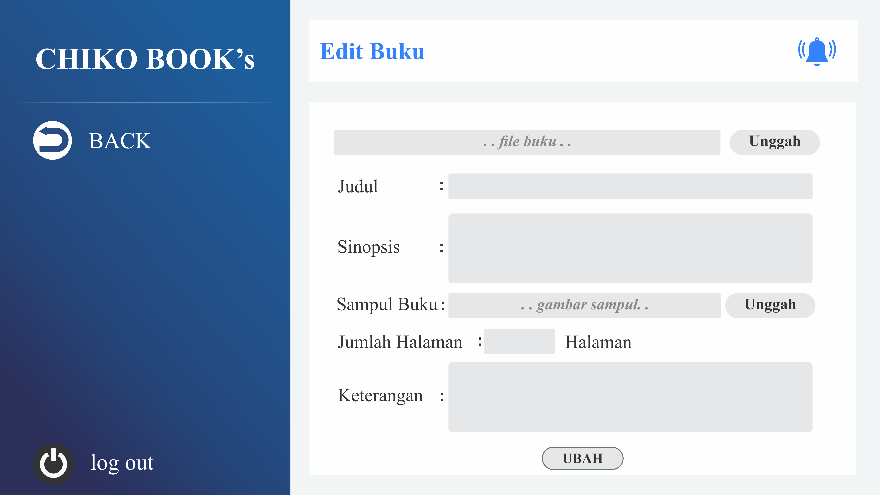 CHIKO BOOK’s
BACK
log out
Edit Buku
. . file buku . .
Unggah
Judul :
Sinopsis :
Sampul Buku :
. . gambar sampul. .
Unggah
Jumlah Halaman : Halaman
Keterangan :
UBAH